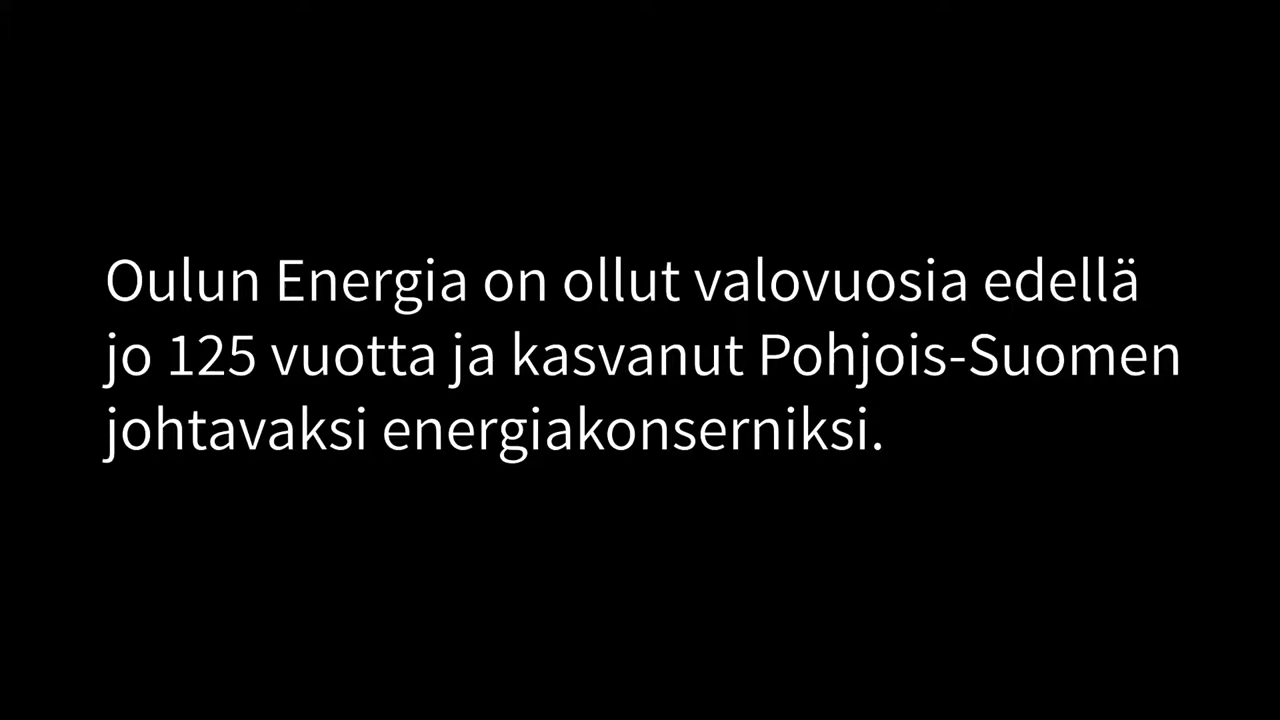 Oulun Energia on ollut valovuosia edellä
jo 125 vuotta ja kasvanut Pohjois-Suomen
johtavaksi energiakonserniksi.